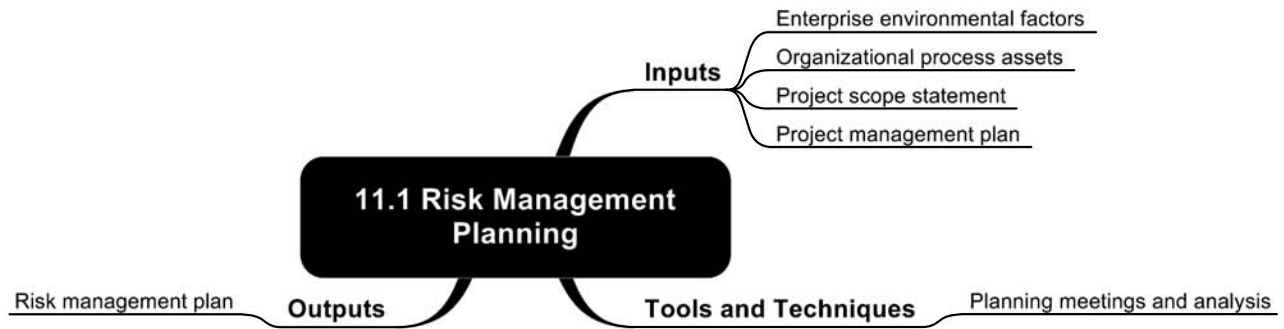 Enterprise environmental factors
Organizational process assets
Inputs
Project scope statement
Project management plan
11.1 Risk Management
Planning
Risk management plan
Outputs
Tools and Techniques
Planning meetings and analysis